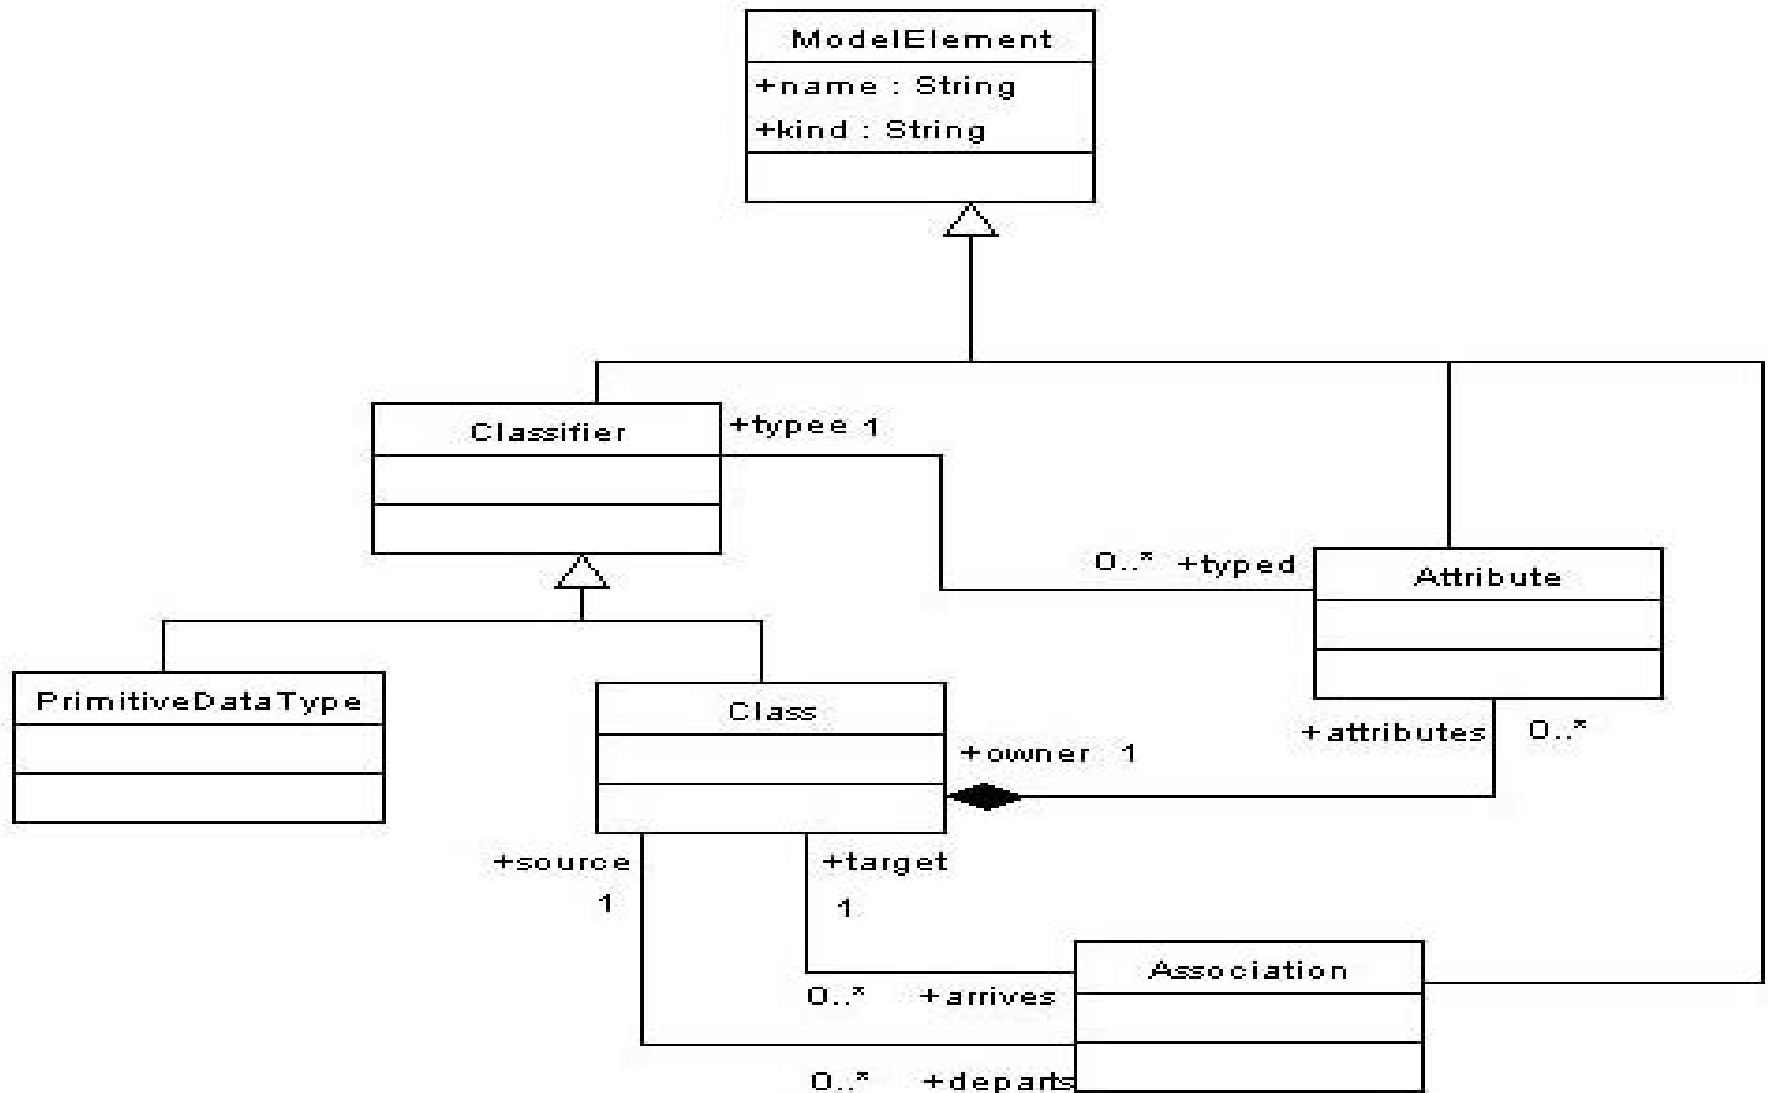 ModelElement
+name : String
+kind : String
Classifier
+typee 1
0..* +typed
Attribute
PrimitiveDataType
Class
+attributes 0..*
+owner 1
+source
+target
1
1
Association
0..* +arrives
0..* +departs